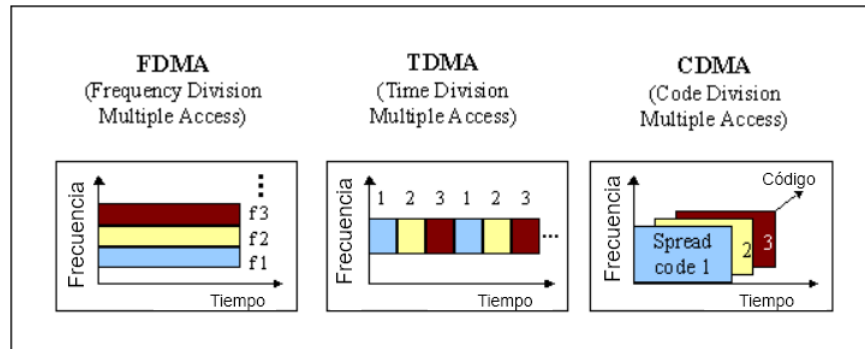 FDMA
(Frequency Division
Multiple Access)
TDMA
(Time Division
Multiple Access)
CDMA
(Code Division
Multiple Access)
Frecuencia
⋮
f3
f2
f1
Tiempo
Frecuencia
1 2 3 1 2 3
...
Tiempo
Frecuencia
Código
Spread
code 1
2
3
Tiempo